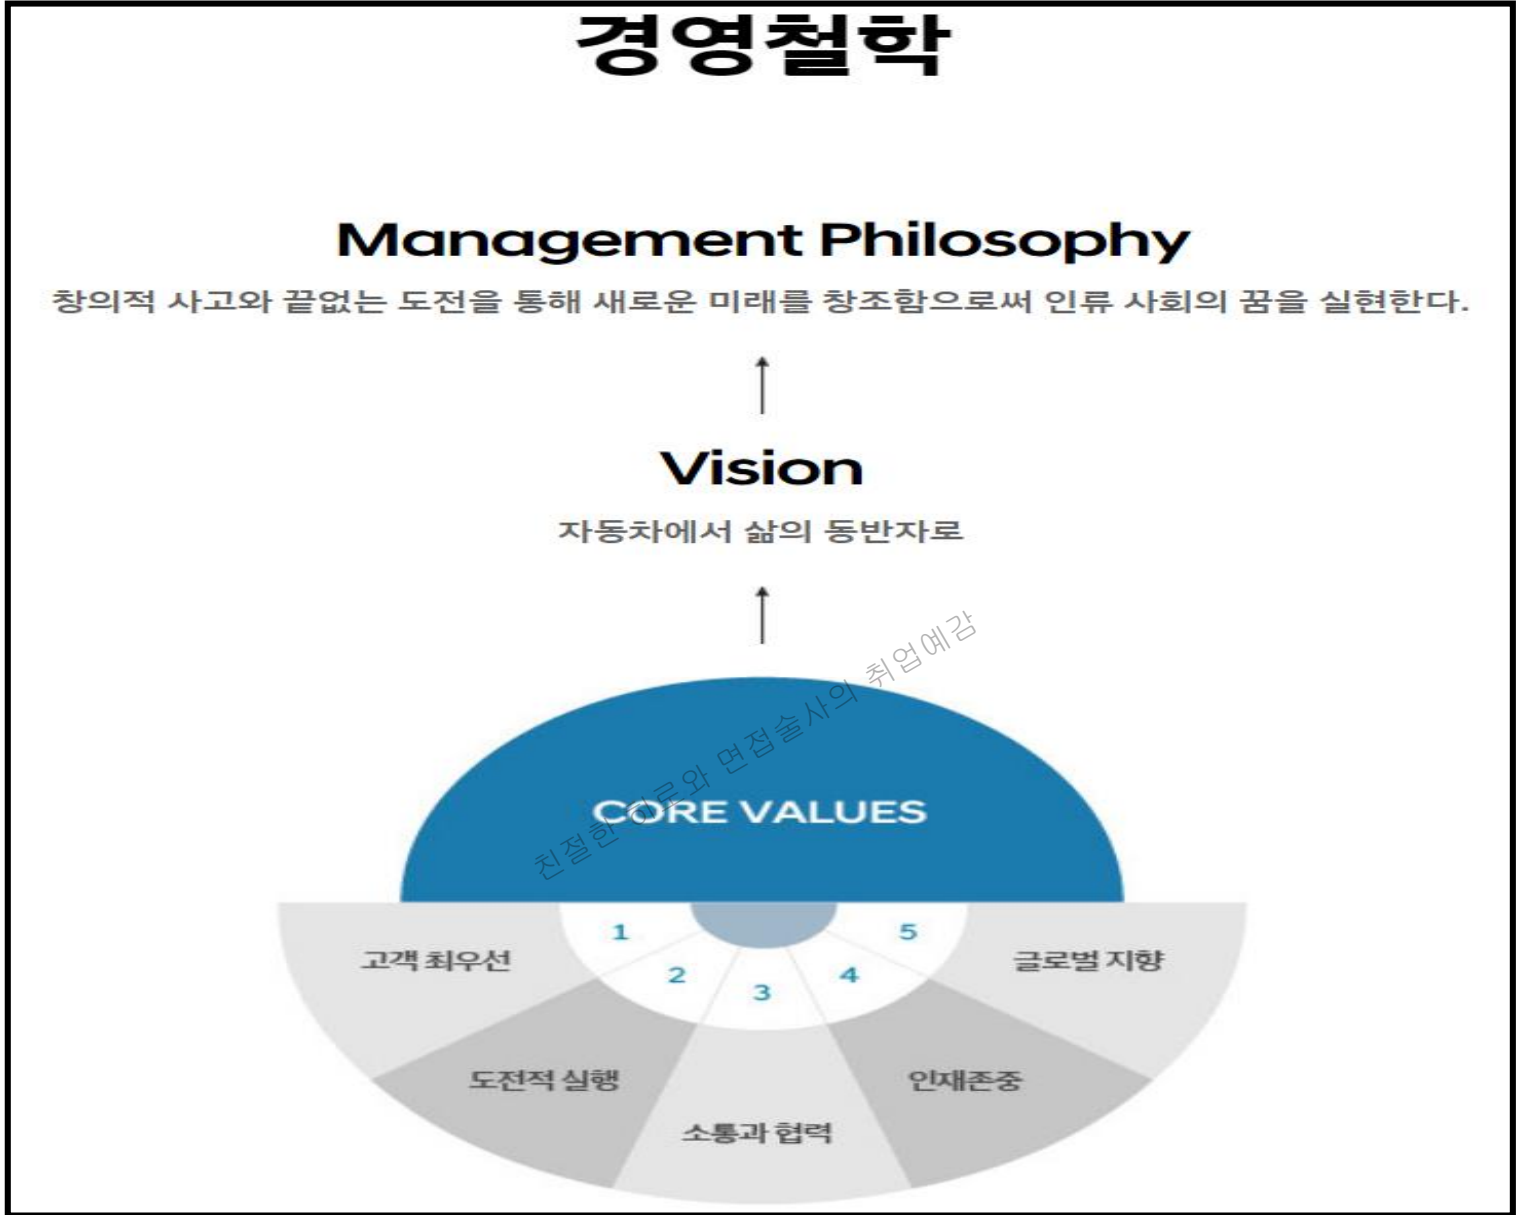 경영철학
Management Philosophy
창의적 사고와 끝없는 도전을 통해 새로운 미래를 창조함으로써 인류 사회의 꿈을 실현한다.
Vision
자동차에서 삶의 동반자로
친절한 와 면접술사의 취업예감
CORE VALUES
1
고객 최우선
2
도전적 실행
3
소통과 협력
4
인재존중
5
글로벌 지향